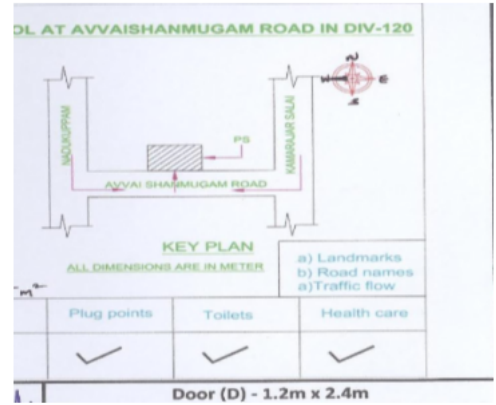 OL AT AVVAISHANMUGAM ROAD IN DIV-120
NADUKUPPAM
PS
KAMARAJAR SALAI
AVVAI SHANMUGAM ROAD
KEY PLAN
ALL DIMENSIONS ARE IN METER
a) Landmarks
b) Road names
a)Traffic flow
m²
Plug points
Toilets
Health care
Door (D) - 1.2m x 2.4m